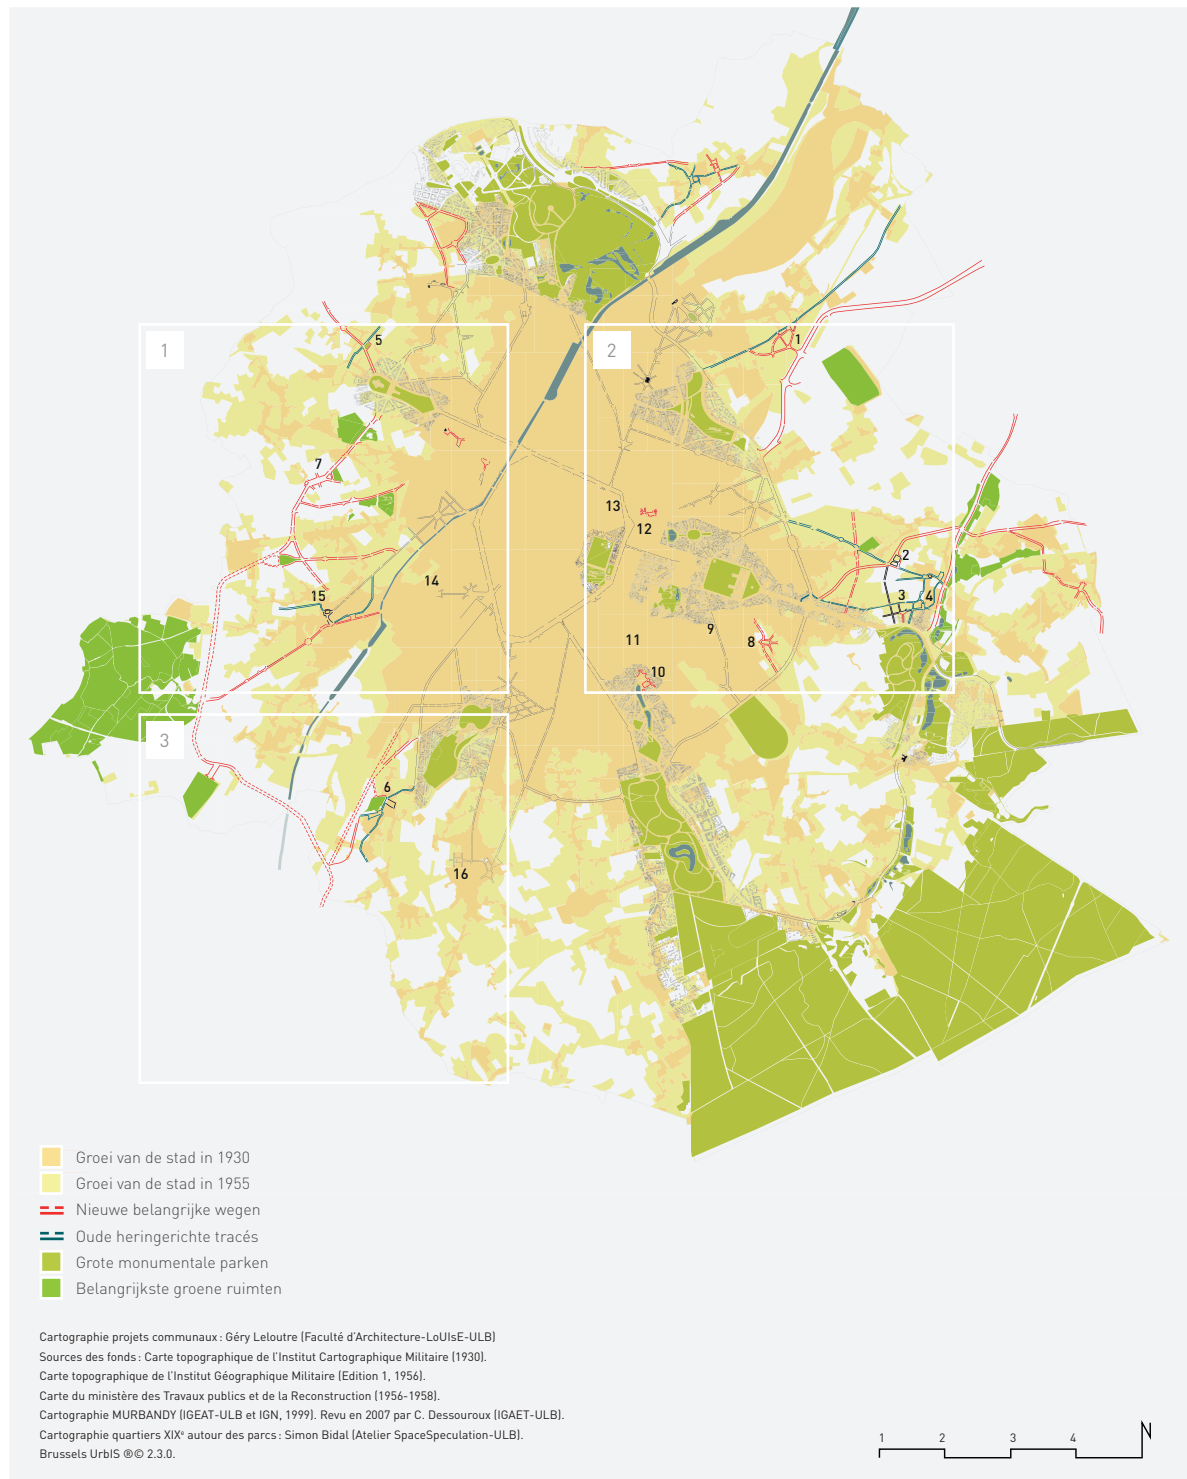 1
2
3
5
1
7
13
12
2
14
15
3
4
9
8
11
10
6
16
Groei van de stad in 1930
Groei van de stad in 1955
Nieuwe belangrijke wegen
Oude heringerichte tracés
Grote monumentale parken
Belangrijkste groene ruimten
Cartographie projets communaux : Géry Leloutre (Faculté d'Architecture-LoUIsE-ULB)
Sources des fonds : Carte topographique de l'Institut Cartographique Militaire (1930).
Carte topographique de l'Institut Géographique Militaire (Edition 1, 1956).
Carte du ministère des Travaux publics et de la Reconstruction (1956-1958).
Cartographie MURBANDY (IGEAT-ULB et IGN, 1999). Revu en 2007 par C. Dessouroux (IGAET-ULB).
Cartographie quartiers XIXᵉ autour des parcs : Simon Bidal (Atelier SpaceSpeculation-ULB).
Brussels UrbIS ®© 2.3.0.
1 2 3 4 N